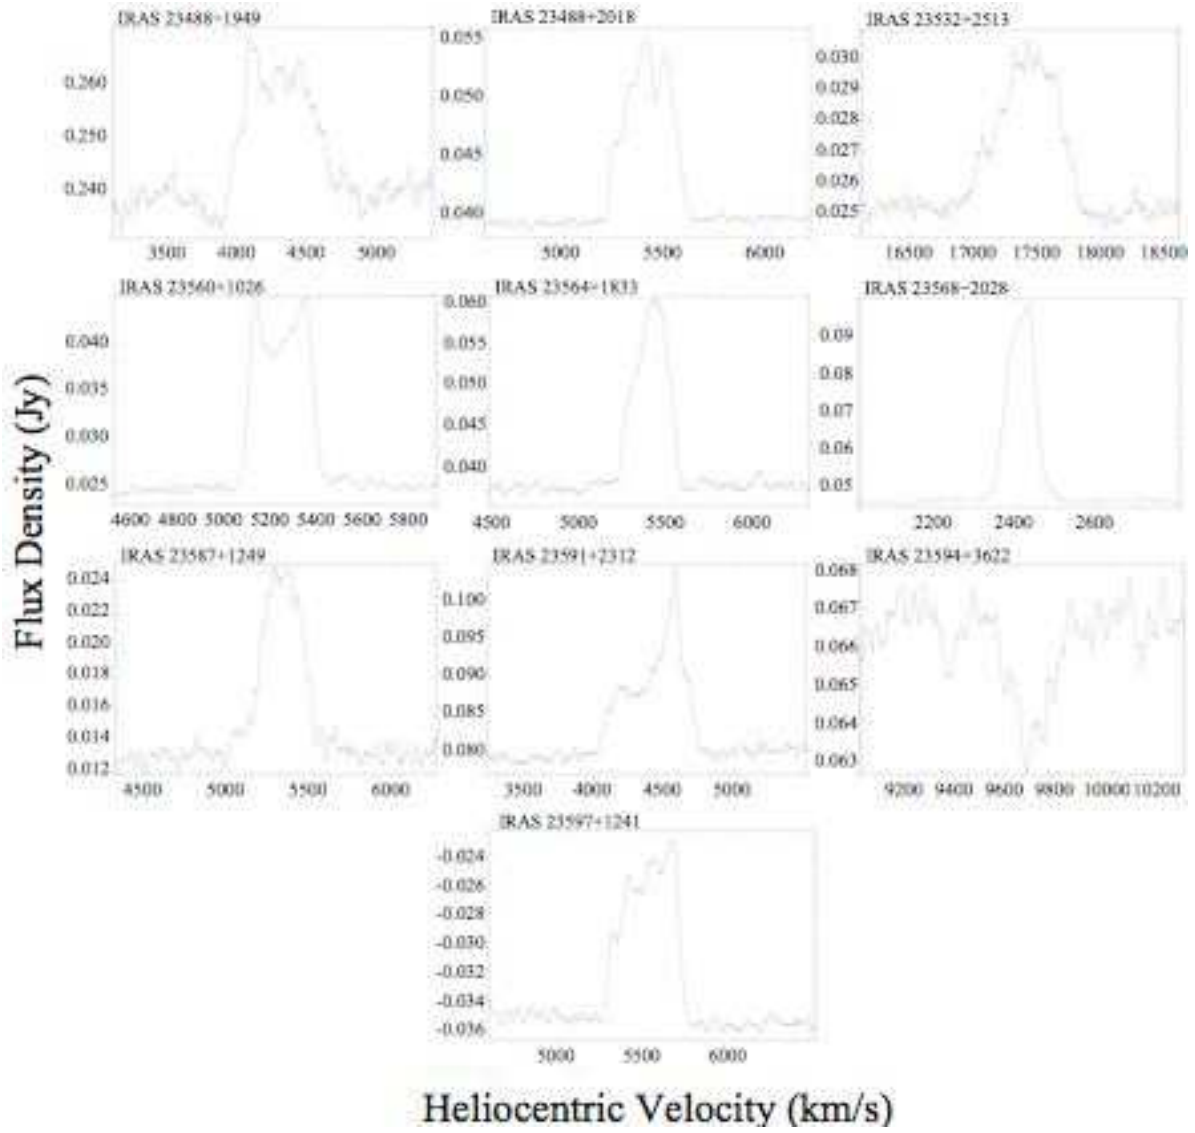 IRAS 23488+1949
IRAS 23488+2018
IRAS 23532+2513
0.260
0.250
0.240
3500 4000 4500 5000
0.055
0.050
0.045
0.040
5000 5500 6000
0.030
0.029
0.028
0.027
0.026
0.025
16500 17000 17500 18000 18500
IRAS 23560+1026
IRAS 23564+1833
IRAS 23568+2028
0.040
0.035
0.030
0.025
4600 4800 5000 5200 5400 5600 5800
0.060
0.055
0.050
0.045
0.040
4500 5000 5500 6000
0.09
0.08
0.07
0.06
0.05
2200 2400 2600
IRAS 23587+1249
IRAS 23591+2312
IRAS 23594+3622
0.024
0.022
0.020
0.018
0.016
0.014
0.012
4500 5000 5500 6000
0.100
0.095
0.090
0.085
0.080
3500 4000 4500 5000
0.068
0.067
0.066
0.065
0.064
0.063
9200 9400 9600 9800 10000 10200
IRAS 23597+1241
-0.024
-0.026
-0.028
-0.030
-0.032
-0.034
-0.036
5000 5500 6000
Flux Density (Jy)
Heliocentric Velocity (km/s)